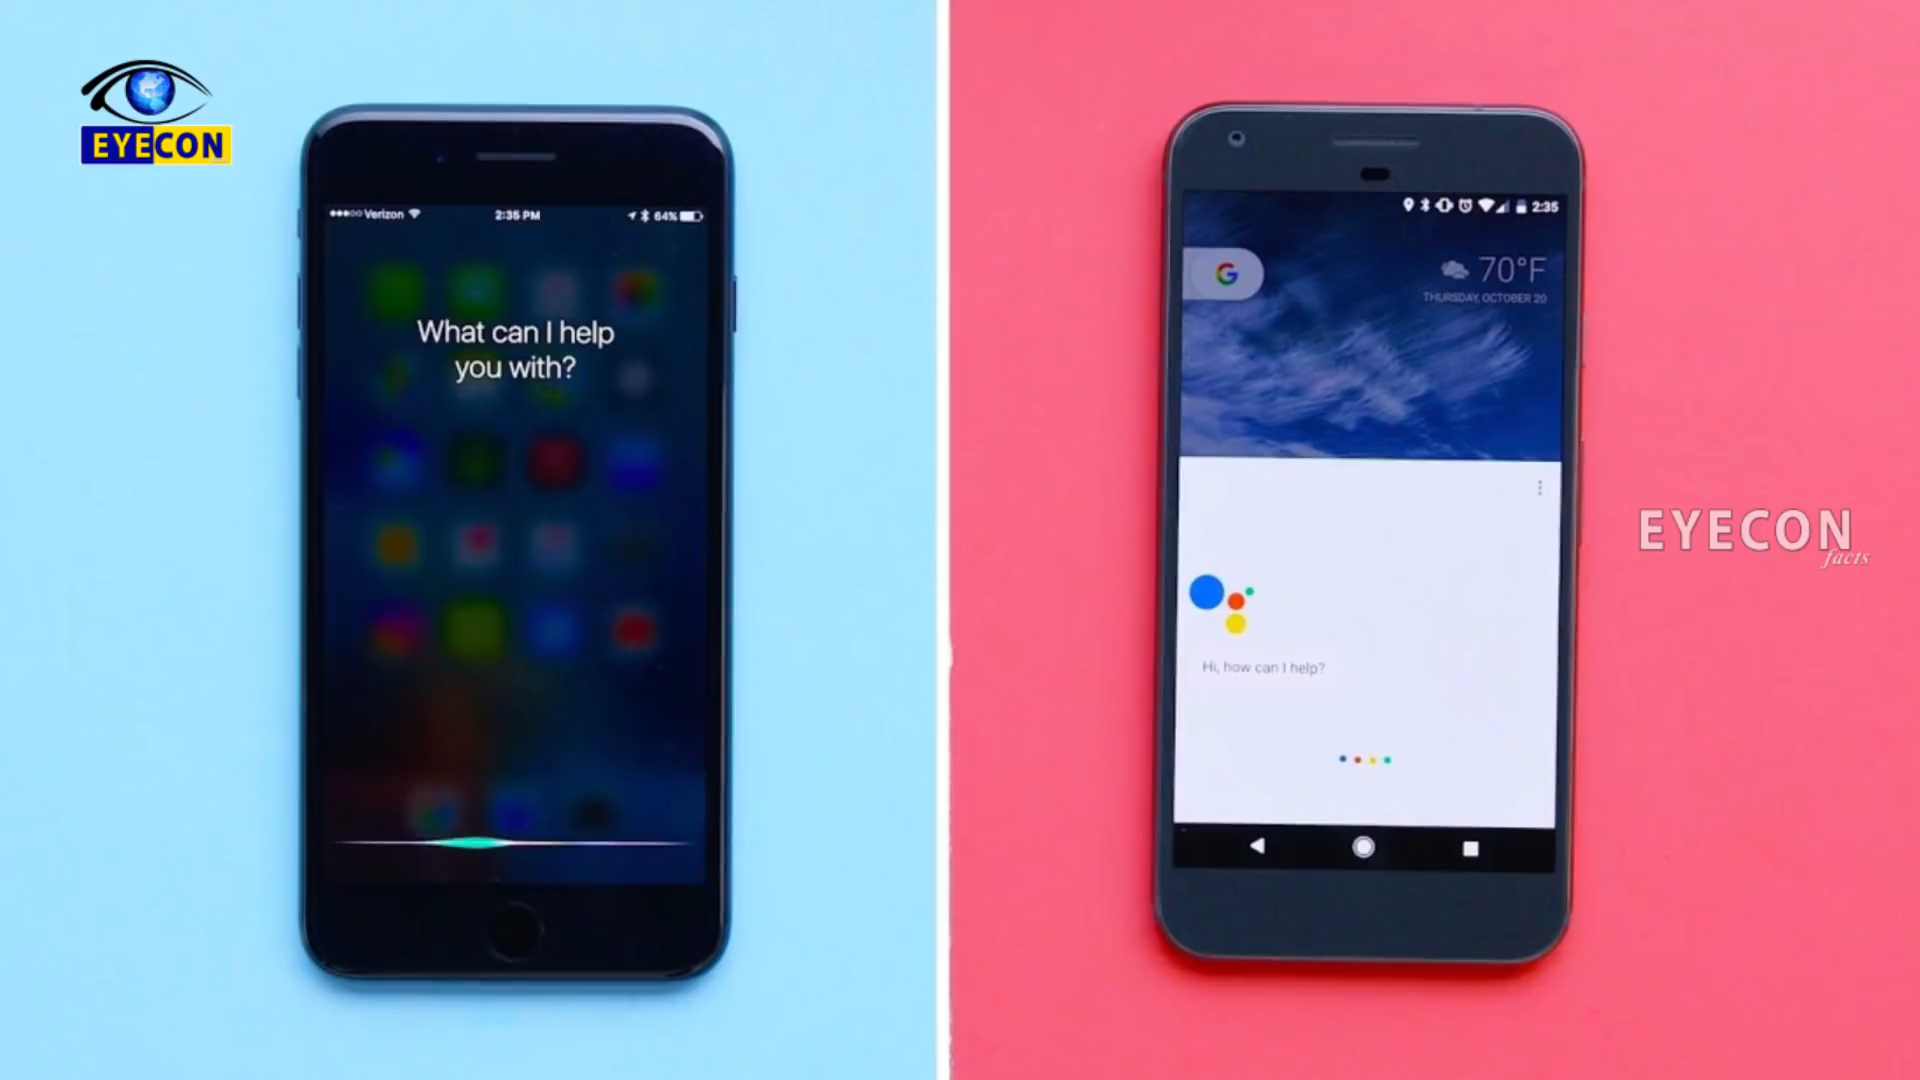 EYECON
Verizon
2:35 PM
64%
What can I help
you with?
2:35
G
70°F
THURSDAY, OCTOBER 20
Hi, how can I help?
EYECON
facts